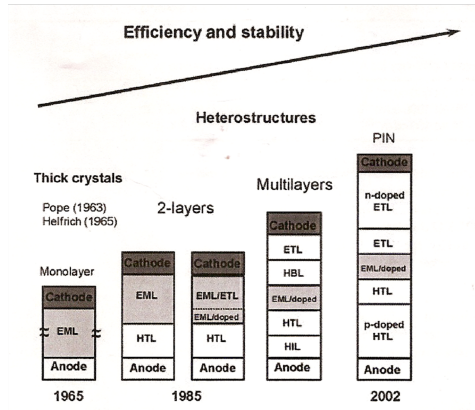 Efficiency and stability
Heterostructures
Thick crystals
Pope (1963)
Helfrich (1965)
Monolayer
Cathode
EML
Anode
1965
2-layers
Cathode
EML
HTL
Anode
Cathode
EML/ETL
EML/doped
HTL
Anode
1985
Multilayers
Cathode
ETL
HBL
EML/doped
HTL
HIL
Anode
PIN
Cathode
n-doped
ETL
ETL
EML/doped
HTL
p-doped
HTL
Anode
2002